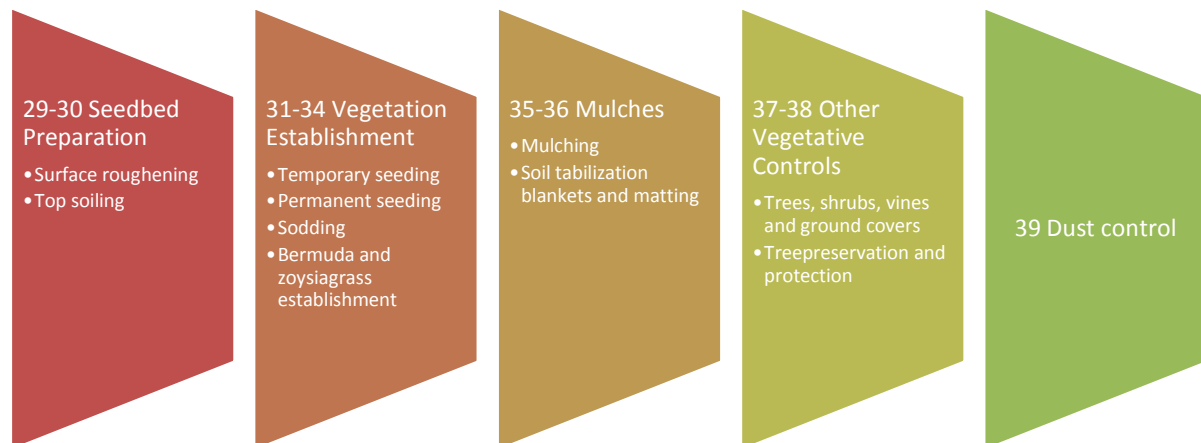 29-30 Seedbed
Preparation
•Surface roughening
•Top soiling
31-34 Vegetation
Establishment
•Temporary seeding
•Permanent seeding
•Sodding
•Bermuda and
zoysiagrass
establishment
35-36 Mulches
•Mulching
•Soil tabilization
blankets and matting
37-38 Other
Vegetative
Controls
•Trees, shrubs, vines
and ground covers
•Treepreservation and
protection
39 Dust control